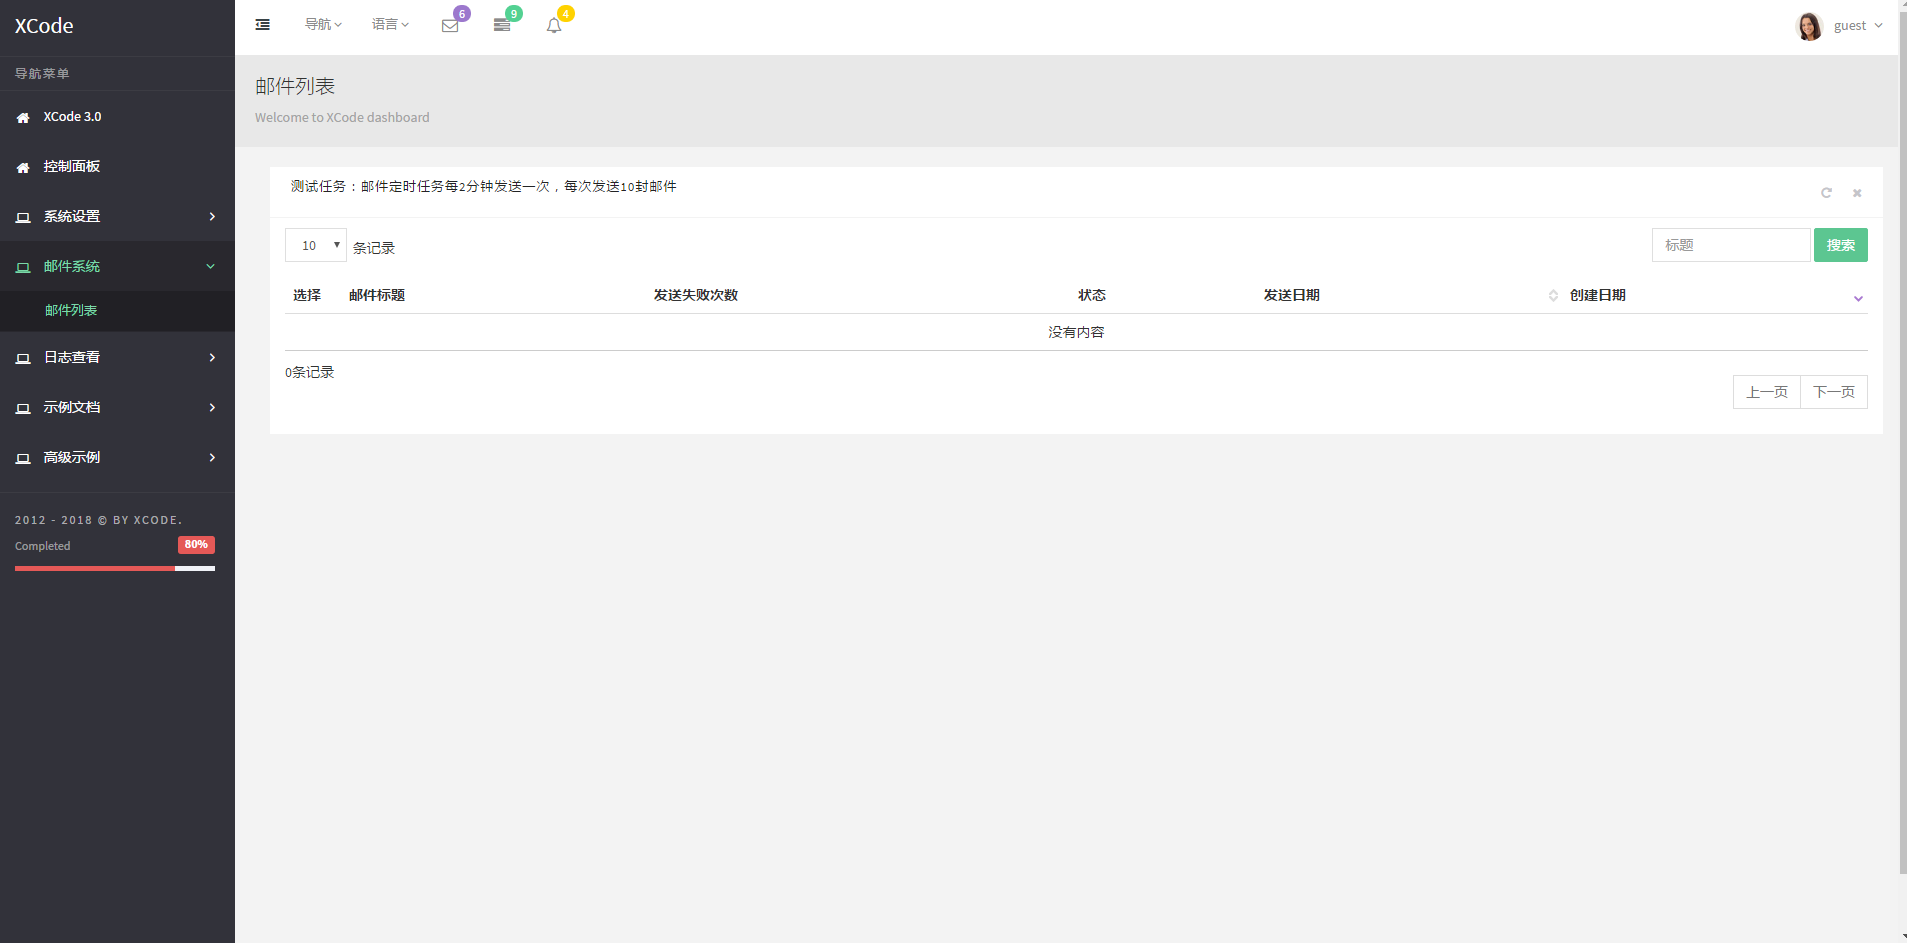 XCode
导航菜单
XCode 3.0
控制面板
系统设置
邮件系统
邮件列表
日志查看
示例文档
高级示例
2012 - 2018 © BY XCODE.
Completed 80%
导航 语言 6 9 4 guest
邮件列表
Welcome to XCode dashboard
测试任务：邮件定时任务每2分钟发送一次，每次发送10封邮件
10 条记录 标题 搜索
选择 邮件标题 发送失败次数 状态 发送日期 创建日期
没有内容
0条记录
上一页 下一页